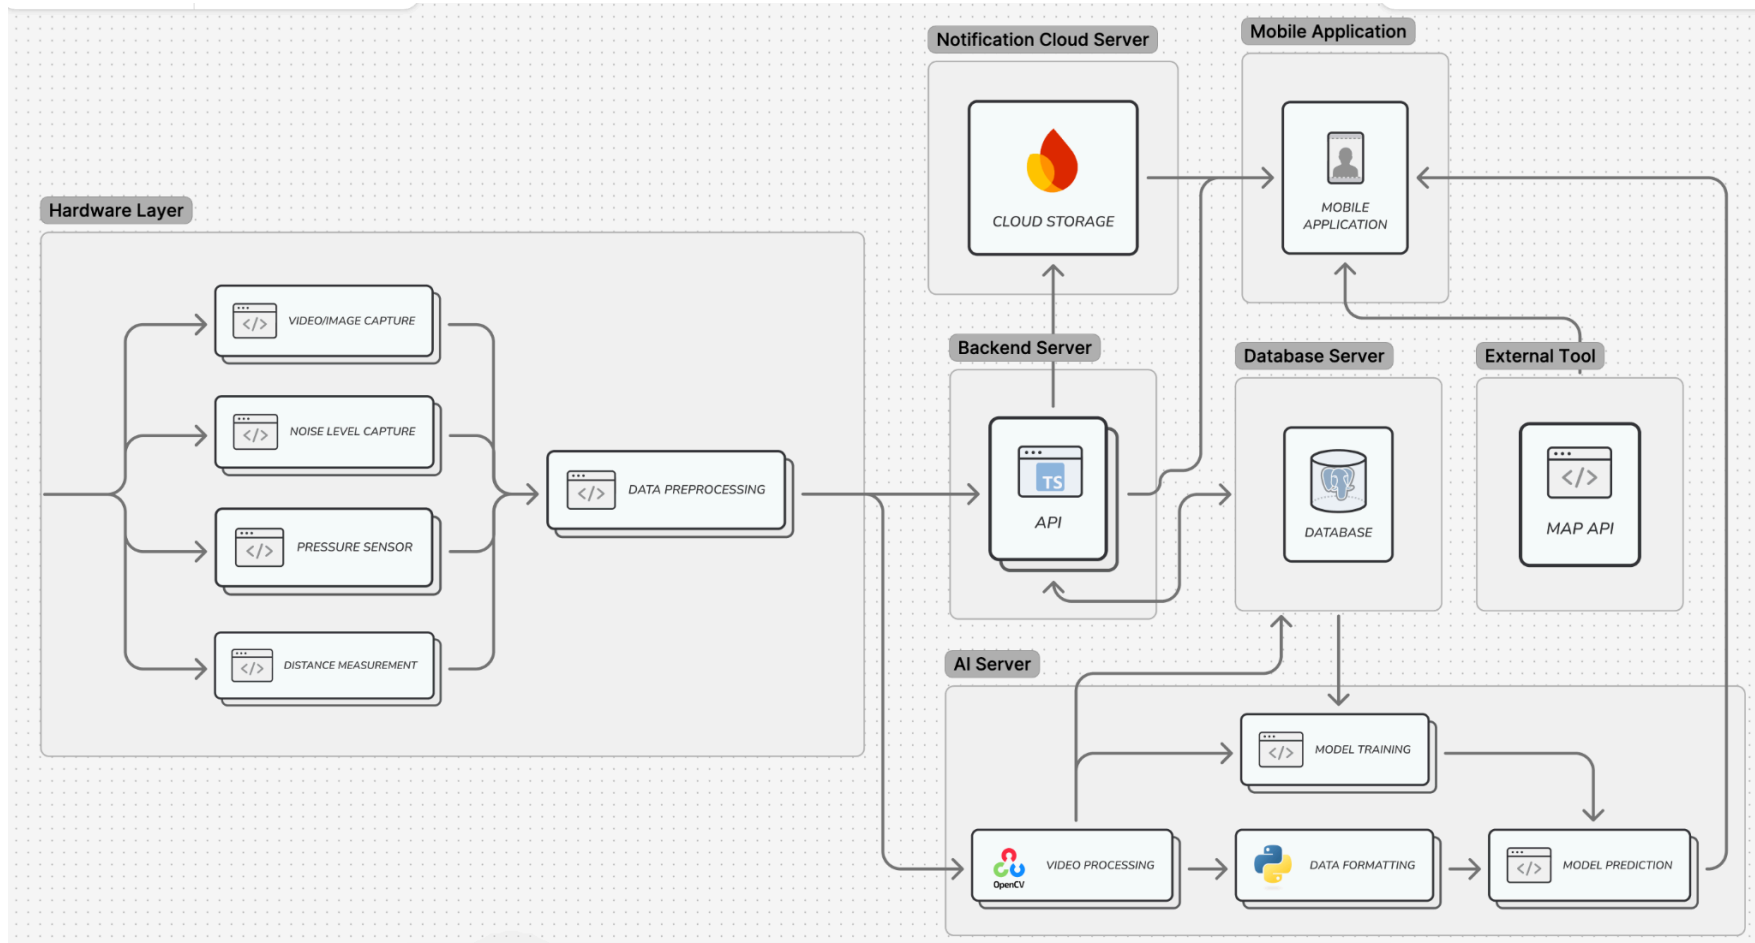 Notification Cloud Server
Mobile Application
CLOUD STORAGE
MOBILE
APPLICATION
Hardware Layer
VIDEO/IMAGE CAPTURE
NOISE LEVEL CAPTURE
PRESSURE SENSOR
DISTANCE MEASUREMENT
DATA PREPROCESSING
Backend Server
TS
API
Database Server
DATABASE
External Tool
MAP API
AI Server
MODEL TRAINING
OpenCV
VIDEO PROCESSING
DATA FORMATTING
MODEL PREDICTION